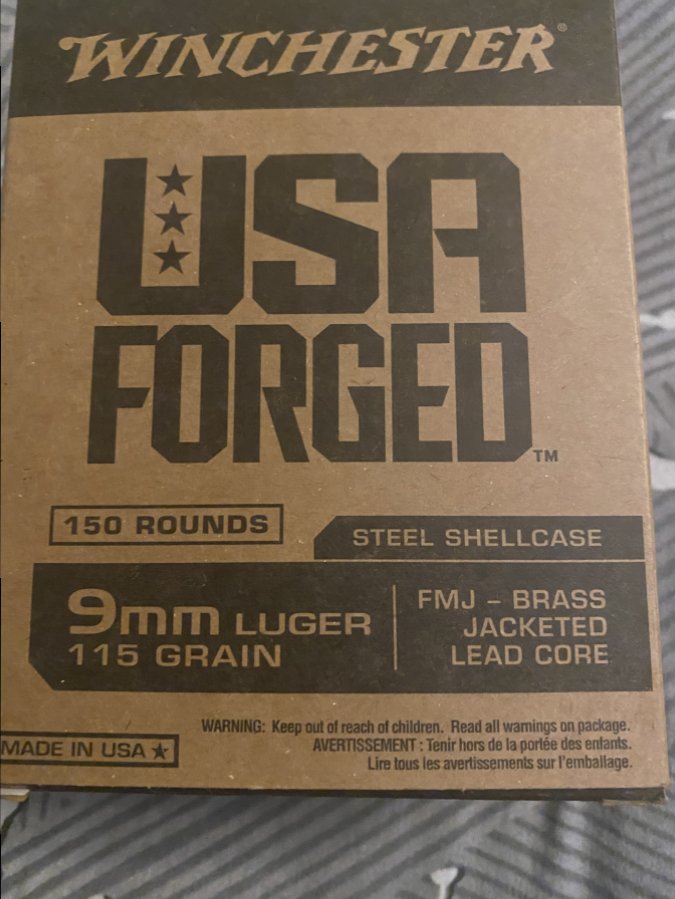 WINCHESTER®
USA
FORGED™
150 ROUNDS
STEEL SHELLCASE
9mm LUGER
115 GRAIN
FMJ – BRASS
JACKETED
LEAD CORE
WARNING: Keep out of reach of children. Read all warnings on package.
AVERTISSEMENT : Tenir hors de la portée des enfants.
Lire tous les avertissements sur l'emballage.
MADE IN USA